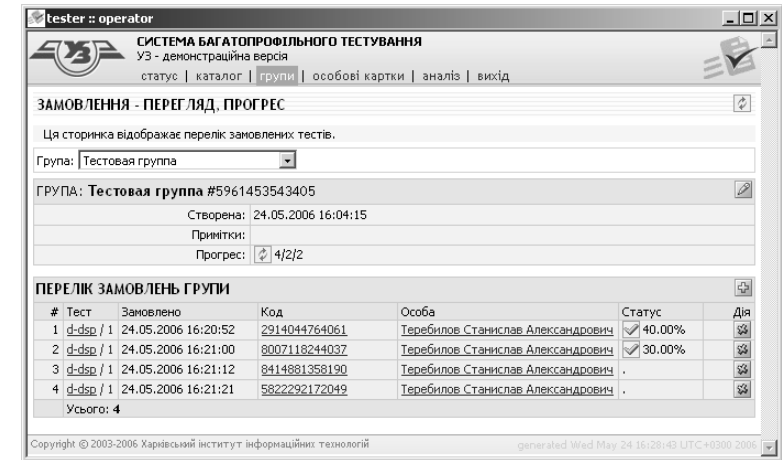 tester :: operator
СИСТЕМА БАГАТОПРОФІЛЬНОГО ТЕСТУВАННЯ
УЗ - демонстраційна версія
статус | каталог | групи | особові картки | аналіз | вихід
УЗ
ЗАМОВЛЕННЯ - ПЕРЕГЛЯД, ПРОГРЕС
Ця сторинка відображає перелік замовлених тестів.
Група: Тестовая группа
ГРУПА: Тестовая группа #5961453543405
Створена: 24.05.2006 16:04:15
Примітки:
Прогрес: 4/2/2
ПЕРЕЛІК ЗАМОВЛЕНЬ ГРУПИ
# Тест Замовлено Код Особа Статус Дія
1 d-dsp / 1 24.05.2006 16:20:52 2914044764061 Теребилов Станислав Александрович 40.00%
2 d-dsp / 1 24.05.2006 16:21:00 8007118244037 Теребилов Станислав Александрович 30.00%
3 d-dsp / 1 24.05.2006 16:21:12 8414881358190 Теребилов Станислав Александрович .
4 d-dsp / 1 24.05.2006 16:21:21 5822292172049 Теребилов Станислав Александрович .
Усього: 4
Copyright © 2003-2006 Харківський інститут інформаційних технологій
generated Wed May 24 16:28:43 UTC+0300 2006